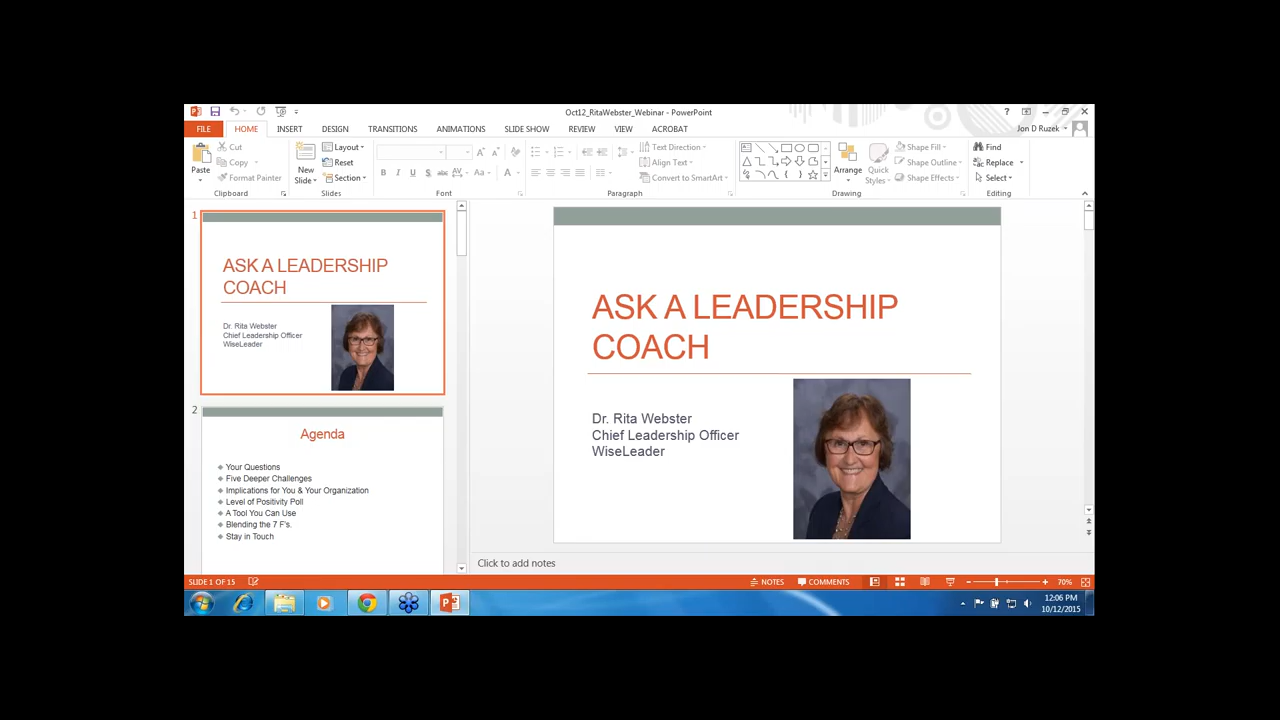 Oct12_RitaWebster_Webinar - PowerPoint
FILE HOME INSERT DESIGN TRANSITIONS ANIMATIONS SLIDE SHOW REVIEW VIEW ACROBAT Jon D Ruzek
Paste
Cut
Copy
Format Painter
Clipboard
New
Slide
Layout
Reset
Section
Slides
Font
Text Direction
Align Text
Convert to SmartArt
Paragraph
Arrange
Quick
Styles
Shape Fill
Shape Outline
Shape Effects
Drawing
Find
Replace
Select
Editing
1
ASK A LEADERSHIP
COACH
Dr. Rita Webster
Chief Leadership Officer
WiseLeader
2
Agenda
Your Questions
Five Deeper Challenges
Implications for You & Your Organization
Level of Positivity Poll
A Tool You Can Use
Blending the 7 F's.
Stay in Touch
ASK A LEADERSHIP
COACH
Dr. Rita Webster
Chief Leadership Officer
WiseLeader
Click to add notes
SLIDE 1 OF 15 NOTES COMMENTS 70%
12:06 PM
10/12/2015